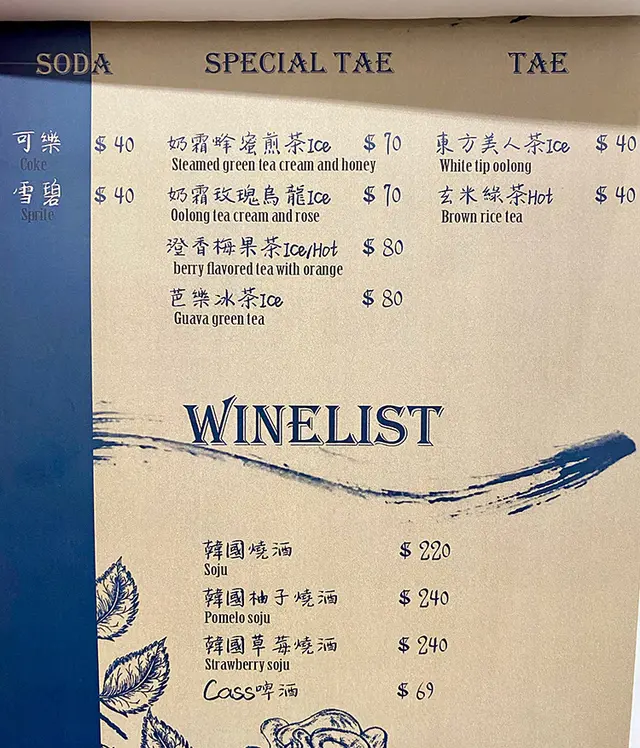 SODA
SPECIAL TAE
TAE
可樂 $ 40
Coke
雪碧 $ 40
Sprite
奶霜蜂蜜煎茶Ice $ 70
Steamed green tea cream and honey
奶霜玫瑰烏龍Ice $ 70
Oolong tea cream and rose
澄香梅果茶Ice/Hot $ 80
berry flavored tea with orange
芭樂冰茶Ice $ 80
Guava green tea
東方美人茶Ice $ 40
White tip oolong
玄米綠茶Hot $ 40
Brown rice tea
WINELIST
韓國燒酒 $ 220
Soju
韓國柚子燒酒 $ 240
Pomelo soju
韓國草莓燒酒 $ 240
Strawberry soju
Cass啤酒 $ 69